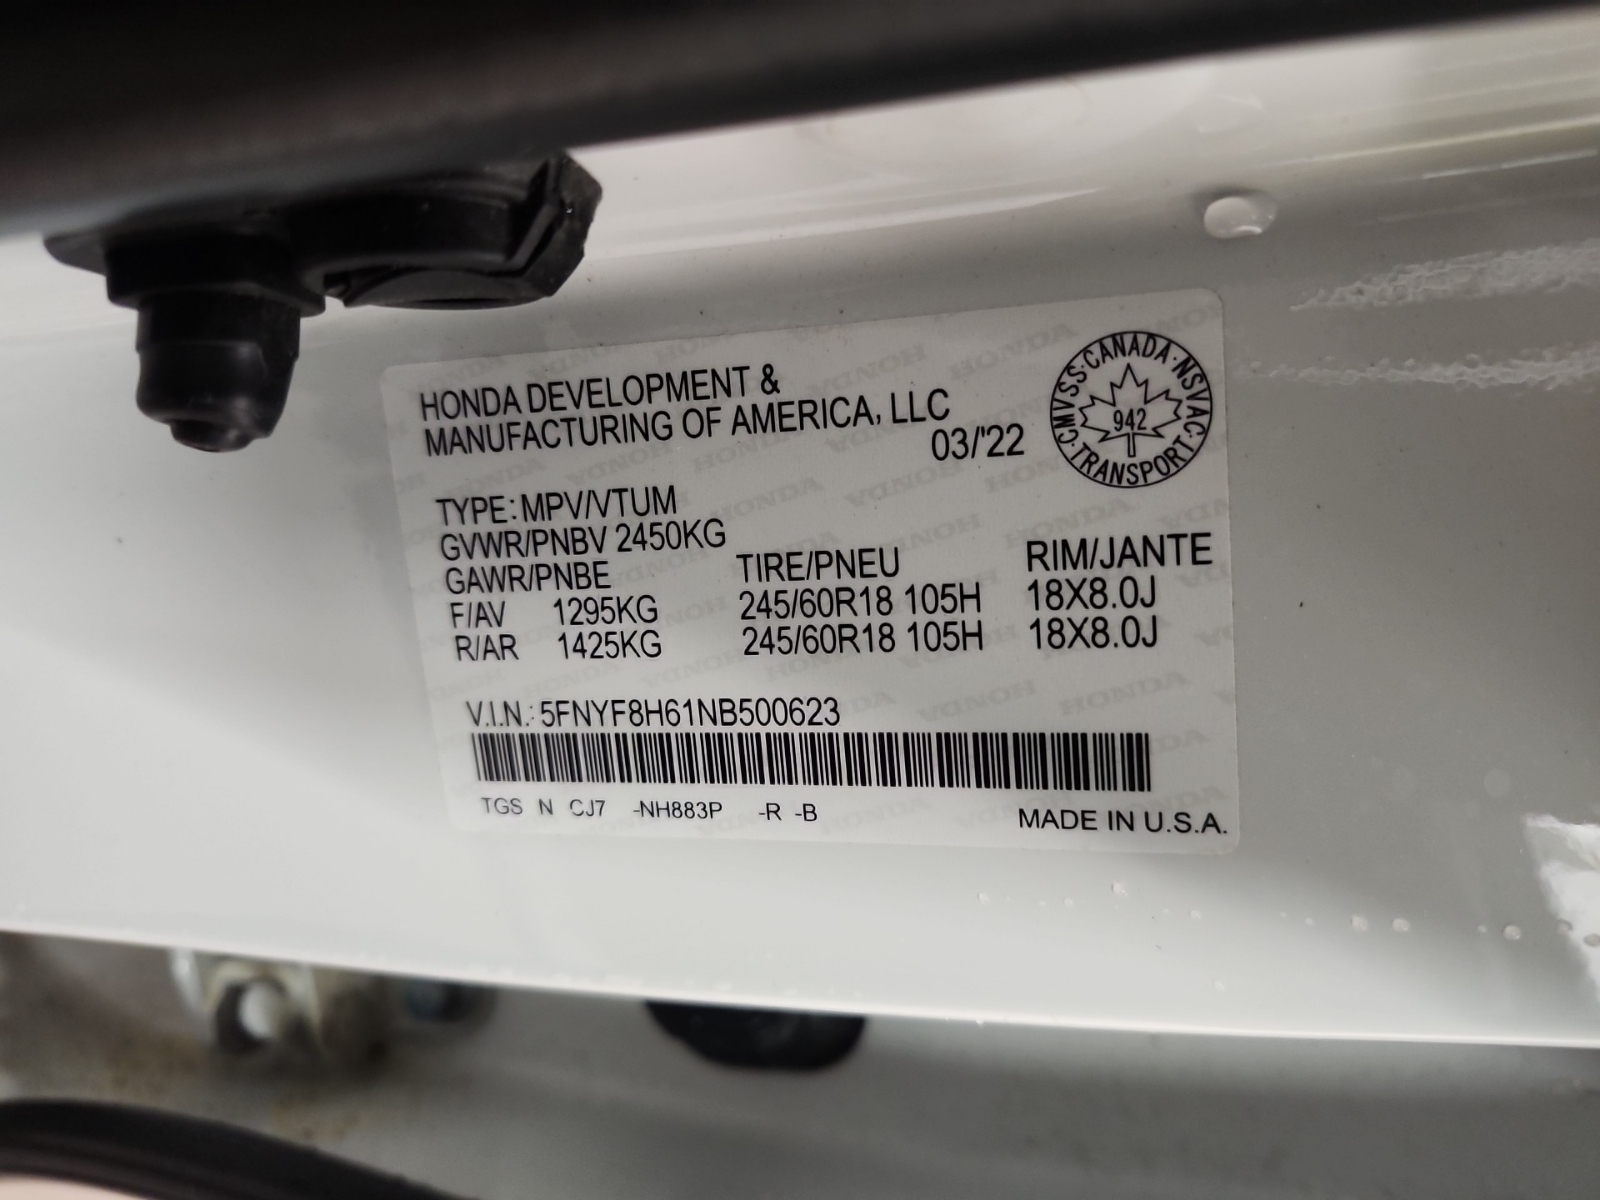 HONDA DEVELOPMENT &
MANUFACTURING OF AMERICA, LLC
03/'22
CMVSS·CANADA·NSVAC·TRANSPORT·
942
TYPE: MPV/VTUM
GVWR/PNBV 2450KG
GAWR/PNBE TIRE/PNEU RIM/JANTE
F/AV 1295KG 245/60R18 105H 18X8.0J
R/AR 1425KG 245/60R18 105H 18X8.0J
V.I.N.: 5FNYF8H61NB500623
TGS N CJ7 -NH883P -R -B
MADE IN U.S.A.